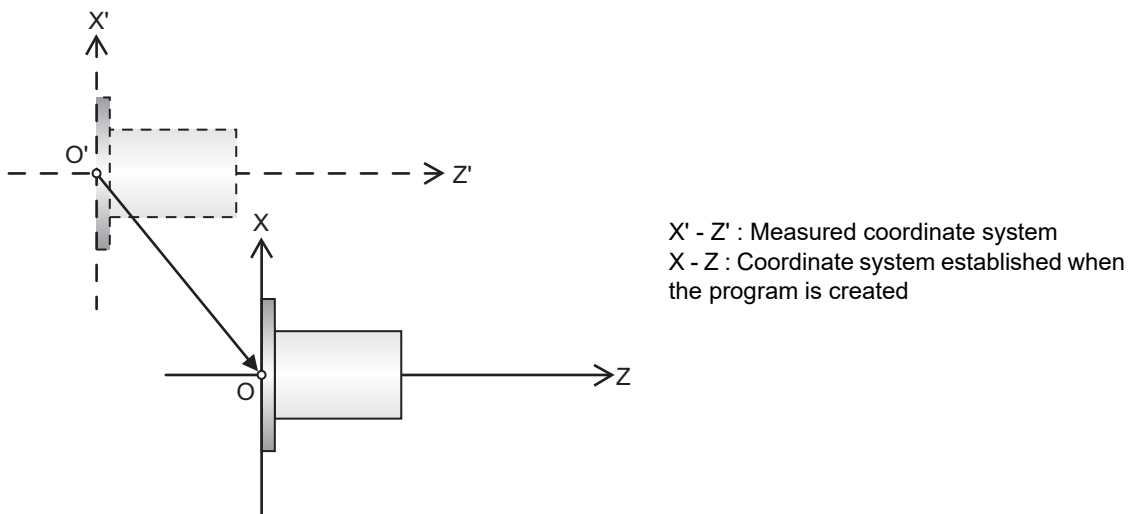 X'
O'
Z'
X
X' - Z' : Measured coordinate system
X - Z : Coordinate system established when
the program is created
Z
O